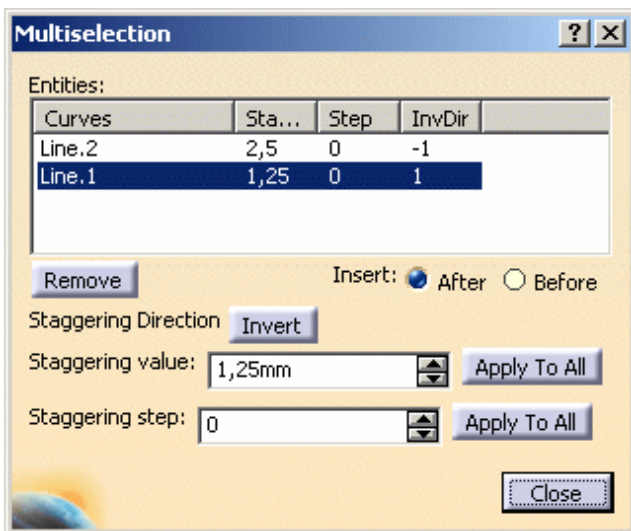 Multiselection
Entities:
Curves Sta... Step InvDir
Line.2 2,5 0 -1
Line.1 1,25 0 1
Remove Insert: After Before
Staggering Direction Invert
Staggering value: 1,25mm Apply To All
Staggering step: 0 Apply To All
Close